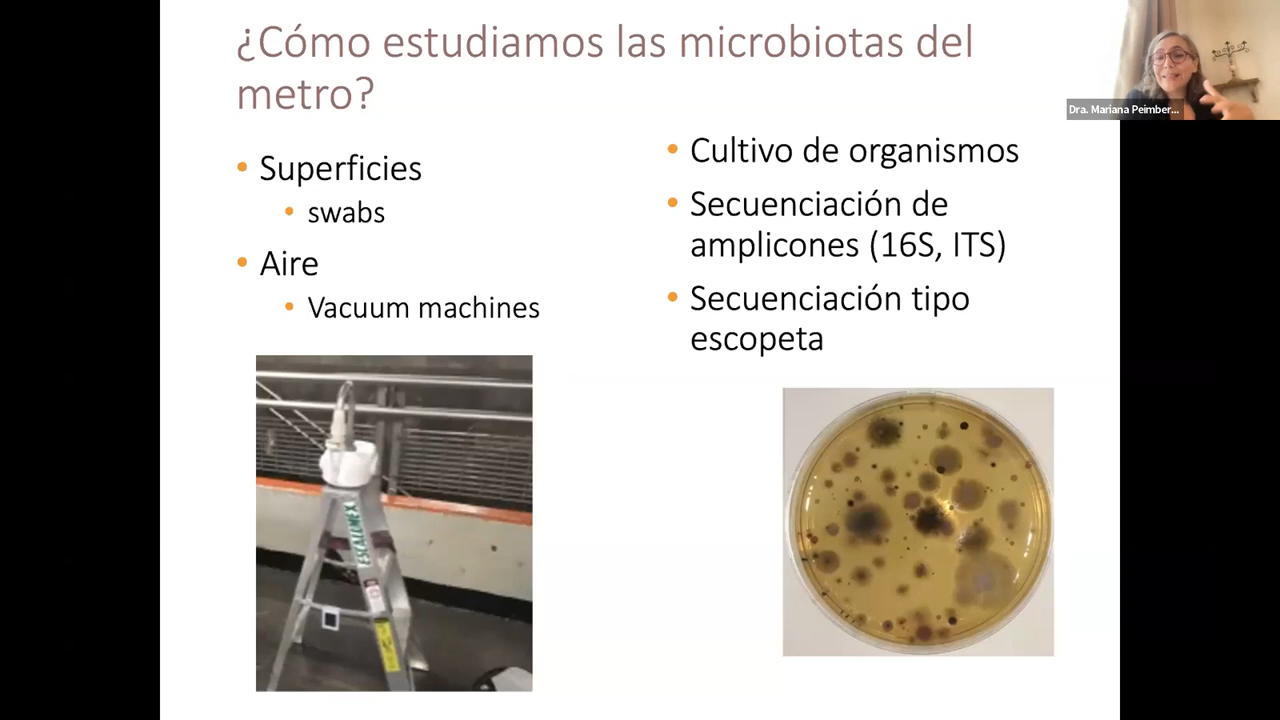 ¿Cómo estudiamos las microbiotas del
metro?
• Superficies
• swabs
• Aire
• Vacuum machines
• Cultivo de organismos
• Secuenciación de
amplicones (16S, ITS)
• Secuenciación tipo
escopeta
ESCALUMEX
Dra. Mariana Peimber...